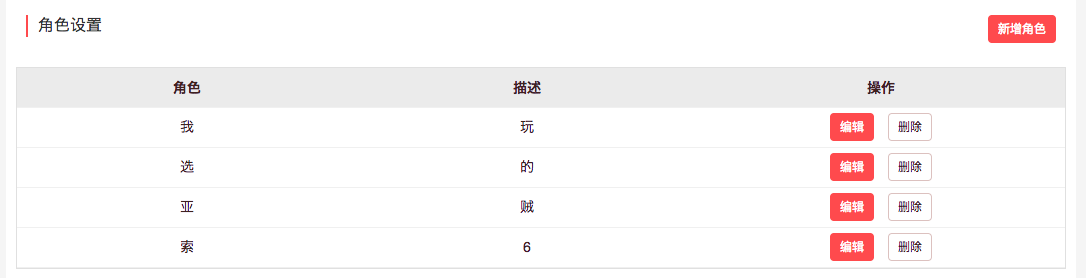 角色设置
新增角色
角色 描述 操作
我 玩 编辑 删除
选 的 编辑 删除
亚 贼 编辑 删除
索 6 编辑 删除